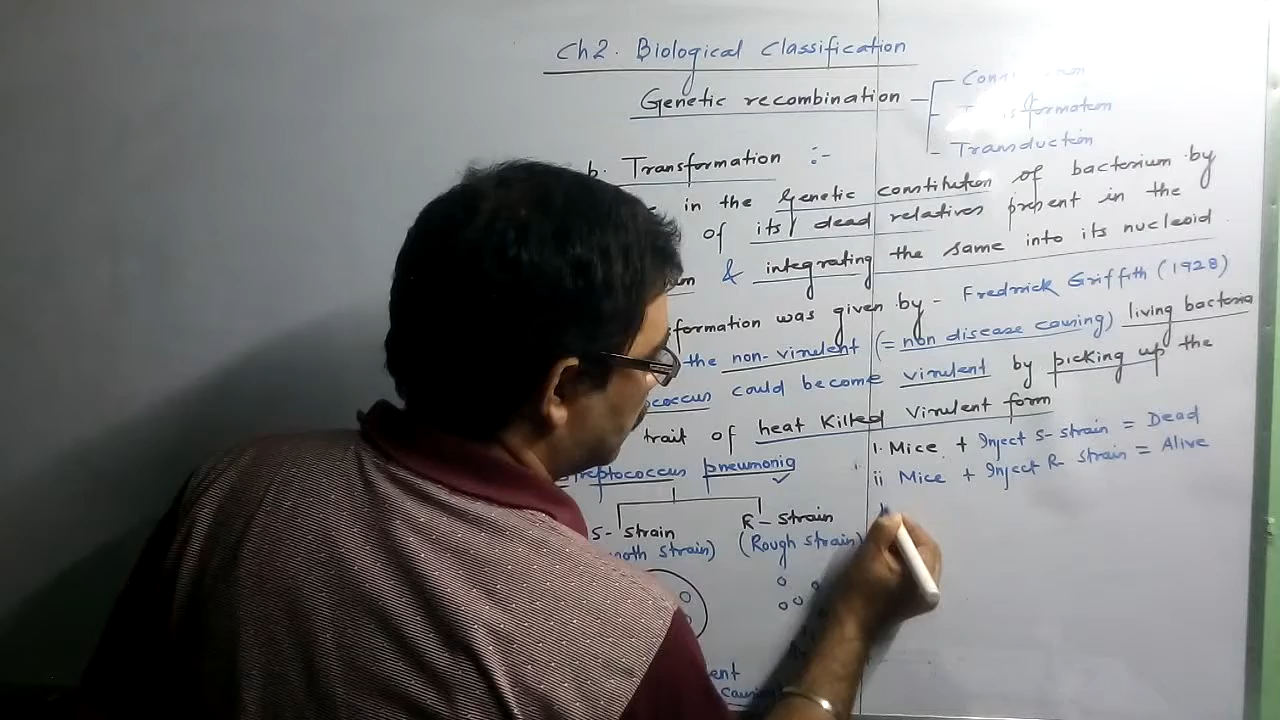 Ch2. Biological Classification
Genetic recombination
Transduction
b. Transformation :-
in the Genetic constitution of bacterium by
of its dead relatives present in the
& integrating the same into its nucleoid
formation was given by - Fredrick Griffith (1928)
the non-virulent (= non disease causing) living bacteria
coccus could become virulent by picking up the
trait of heat Killed Virulent form
Streptococcus pneumonia
S- Strain
R- Strain
strain)
(Rough strain)
causing
i. Mice + Inject S- strain = Dead
ii Mice + Inject R- strain = Alive